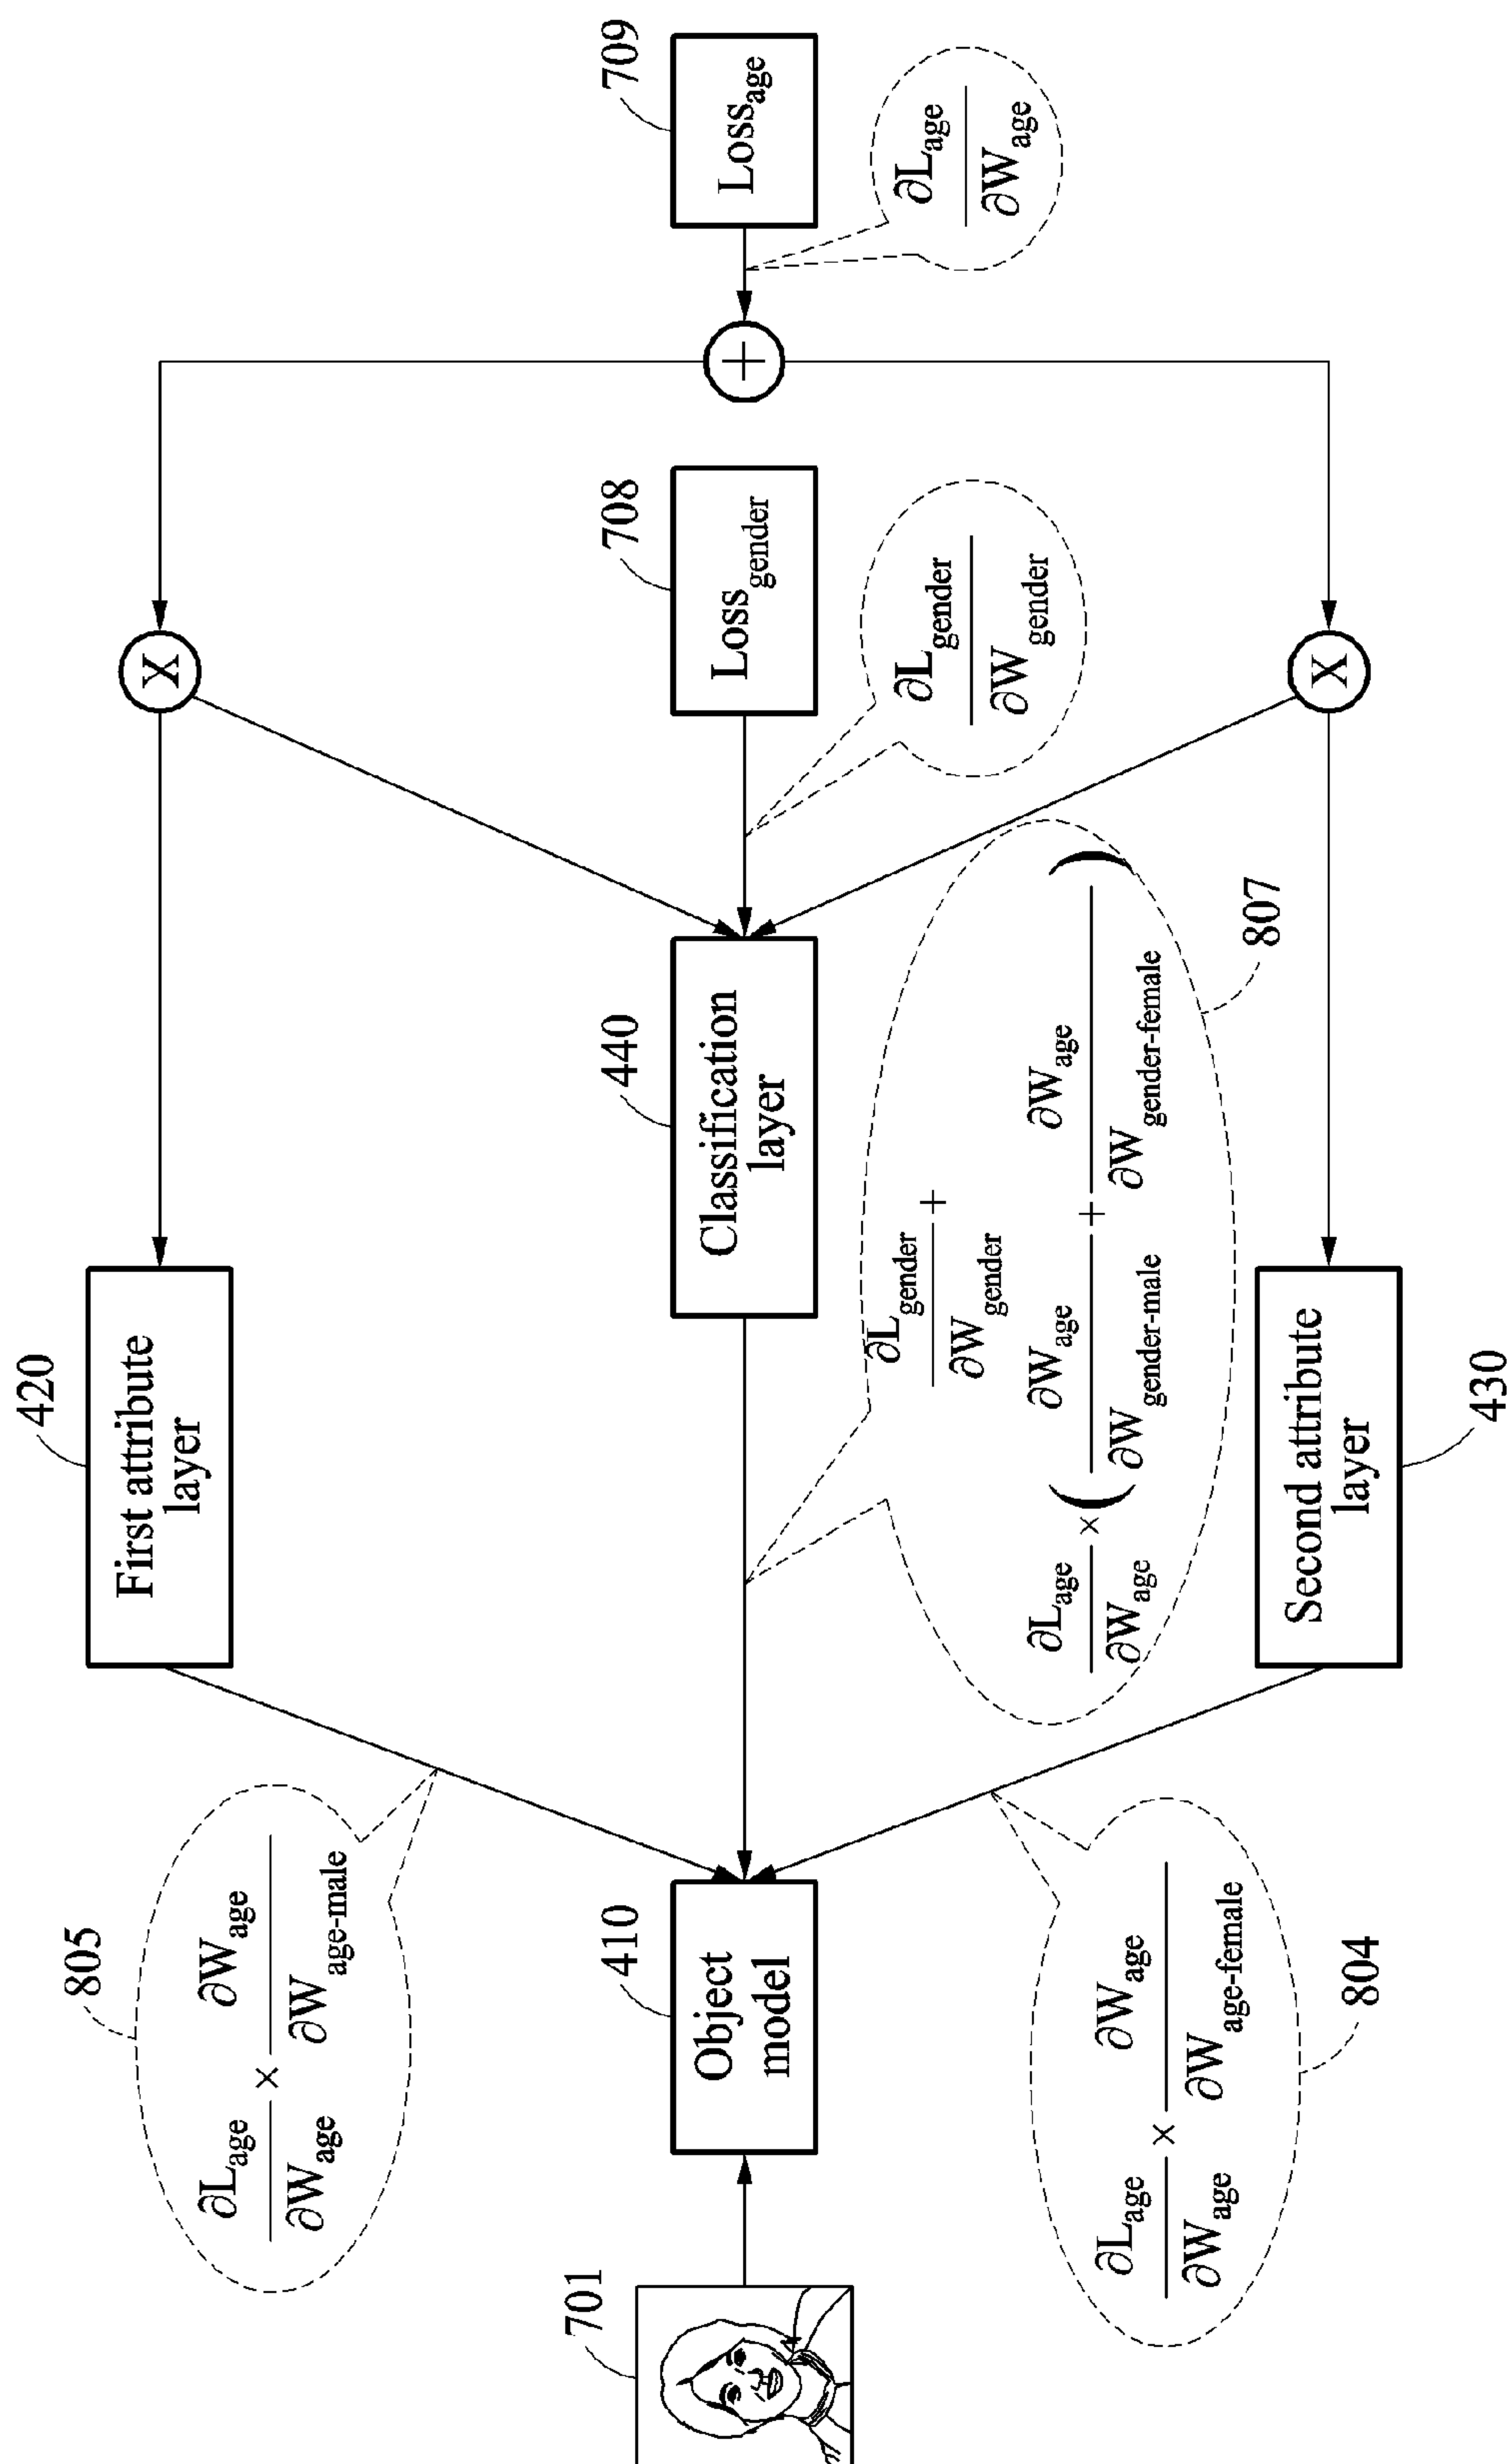 701
410
Object
model
805
∂L_age / ∂W_age × ∂W_age / ∂W_age-male
804
∂L_age / ∂W_age × ∂W_age / ∂W_age-female
420
First attribute
layer
440
Classification
layer
430
Second attribute
layer
807
∂L_gender / ∂W_gender +
∂L_age / ∂W_age × ( ∂W_age / ∂W_gender-male + ∂W_age / ∂W_gender-female )
X
X
708
Loss_gender
∂L_gender / ∂W_gender
+
709
Loss_age
∂L_age / ∂W_age